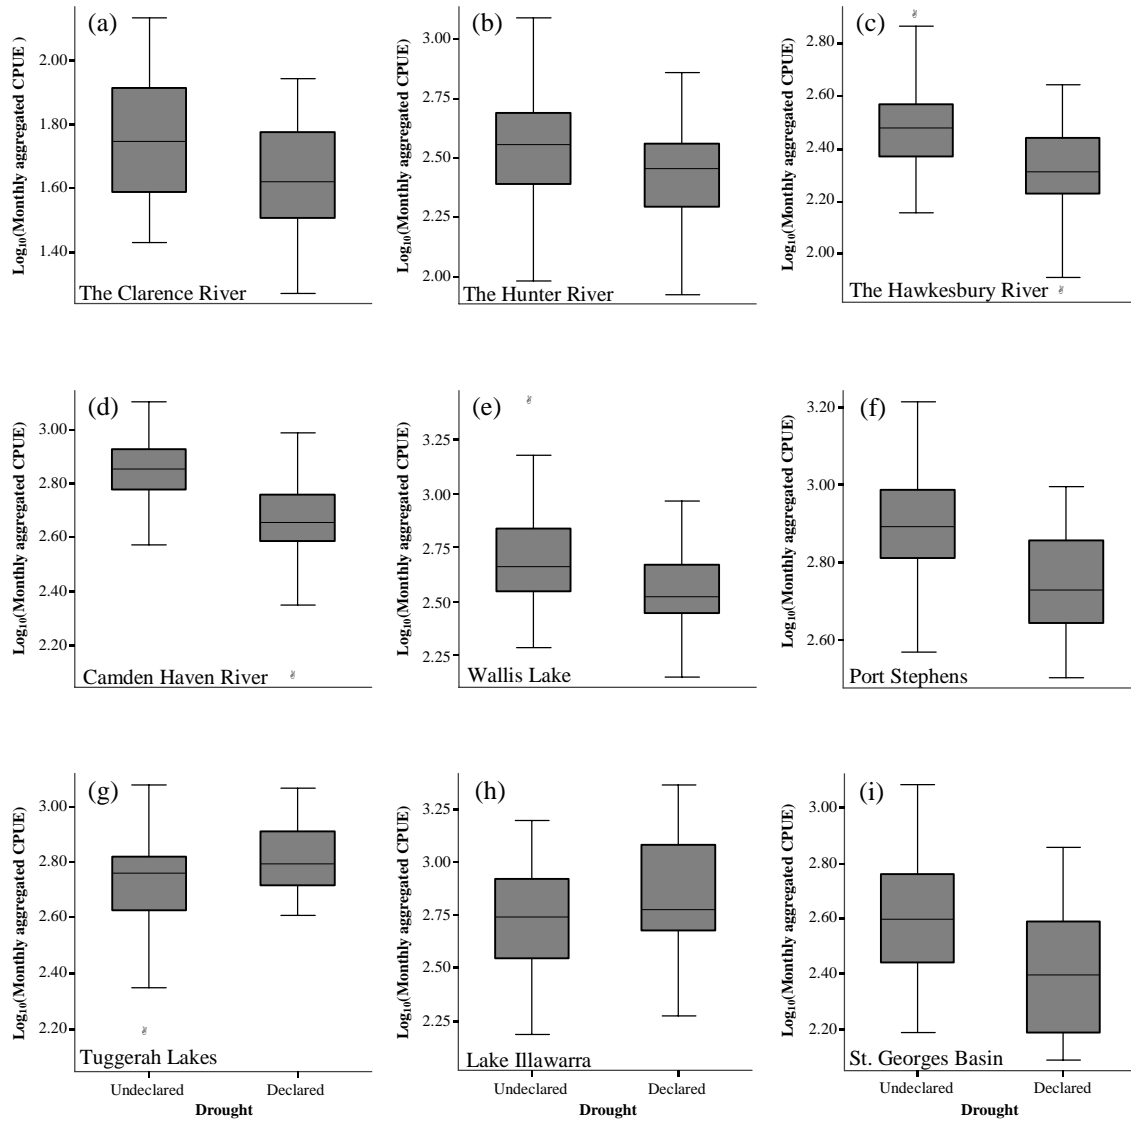 (a)
Log10(Monthly aggregated CPUE )
2.00
1.80
1.60
1.40
The Clarence River
(b)
Log10(Monthly aggregated CPUE)
3.00
2.75
2.50
2.25
2.00
The Hunter River
(c)
Log10(Monthly aggregated CPUE)
2.80
2.60
2.40
2.20
2.00
The Hawkesbury River
(d)
Log10(Monthly aggregated CPUE)
3.00
2.80
2.60
2.40
2.20
Camden Haven River
(e)
Log10(Monthly aggregated CPUE)
3.25
3.00
2.75
2.50
2.25
Wallis Lake
(f)
Log10(Monthly aggregated CPUE)
3.20
3.00
2.80
2.60
Port Stephens
(g)
Log10(Monthly aggregated CPUE)
3.00
2.80
2.60
2.40
2.20
Tuggerah Lakes
Undeclared Declared
Drought
(h)
Log10(Monthly aggregated CPUE)
3.25
3.00
2.75
2.50
2.25
Lake Illawarra
Undeclared Declared
Drought
(i)
Log10(Monthly aggregated CPUE)
3.00
2.80
2.60
2.40
2.20
St. Georges Basin
Undeclared Declared
Drought